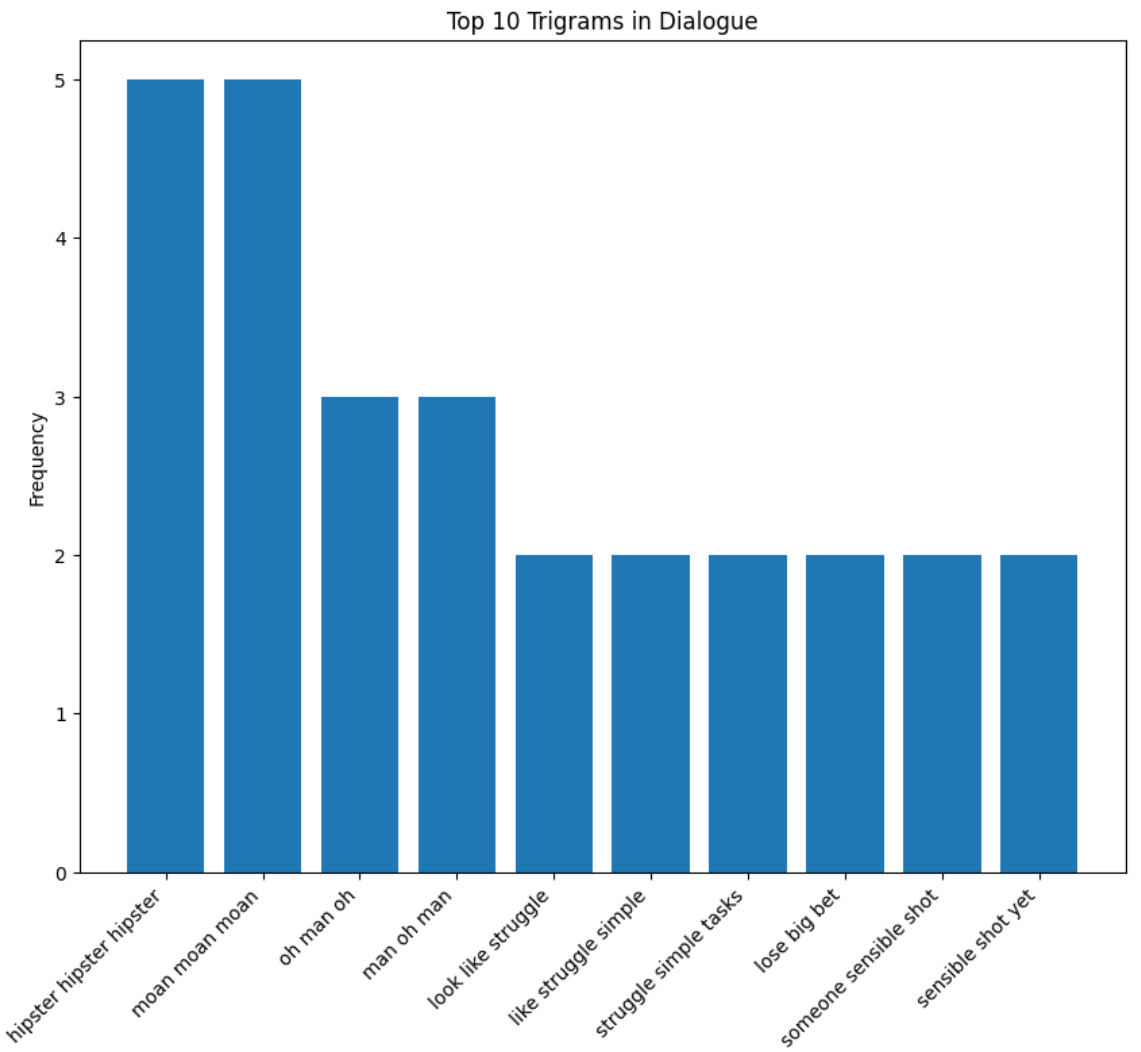 Top 10 Trigrams in Dialogue
5
4
3
2
1
0
Frequency
hipster hipster hipster
moan moan moan
oh man oh
man oh man
look like struggle
like struggle simple
struggle simple tasks
lose big bet
someone sensible shot
sensible shot yet